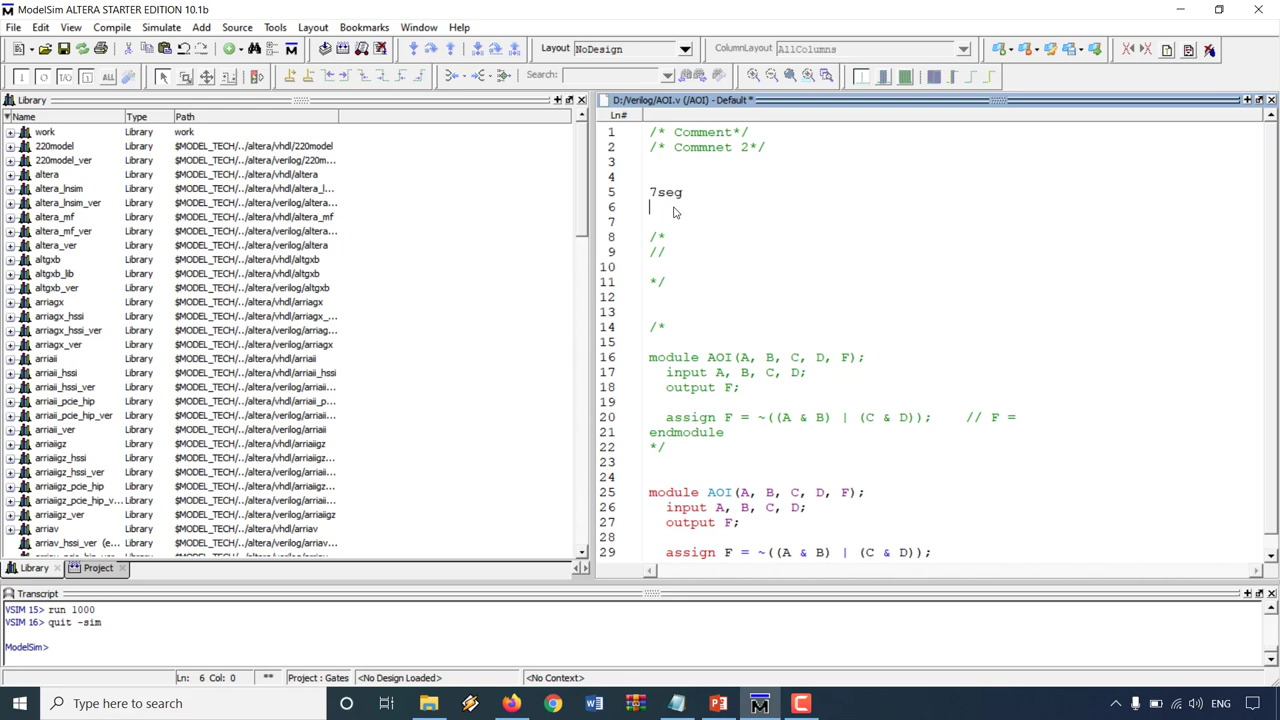 ModelSim ALTERA STARTER EDITION 10.1b
File Edit View Compile Simulate Add Source Tools Layout Bookmarks Window Help
Layout NoDesign ColumnLayout AllColumns
Search:
Library
Name Type Path
work Library work
220model Library $MODEL_TECH/../altera/vhdl/220model
220model_ver Library $MODEL_TECH/../altera/verilog/220m...
altera Library $MODEL_TECH/../altera/vhdl/altera
altera_lnsim Library $MODEL_TECH/../altera/vhdl/altera_l...
altera_lnsim_ver Library $MODEL_TECH/../altera/verilog/altera...
altera_mf Library $MODEL_TECH/../altera/vhdl/altera_mf
altera_mf_ver Library $MODEL_TECH/../altera/verilog/altera...
altera_ver Library $MODEL_TECH/../altera/verilog/altera
altgxb Library $MODEL_TECH/../altera/vhdl/altgxb
altgxb_lib Library $MODEL_TECH/../altera/vhdl/altgxb
altgxb_ver Library $MODEL_TECH/../altera/verilog/altgxb
arriagx Library $MODEL_TECH/../altera/vhdl/arriagx
arriagx_hssi Library $MODEL_TECH/../altera/vhdl/arriagx_...
arriagx_hssi_ver Library $MODEL_TECH/../altera/verilog/arriag...
arriagx_ver Library $MODEL_TECH/../altera/verilog/arriagx
arriaii Library $MODEL_TECH/../altera/vhdl/arriaii
arriaii_hssi Library $MODEL_TECH/../altera/vhdl/arriaii_hssi
arriaii_hssi_ver Library $MODEL_TECH/../altera/verilog/arriaii...
arriaii_pcie_hip Library $MODEL_TECH/../altera/vhdl/arriaii_p...
arriaii_pcie_hip_ver Library $MODEL_TECH/../altera/verilog/arriaii...
arriaii_ver Library $MODEL_TECH/../altera/verilog/arriaii
arriaiigz Library $MODEL_TECH/../altera/vhdl/arriaiigz
arriaiigz_hssi Library $MODEL_TECH/../altera/vhdl/arriaiigz...
arriaiigz_hssi_ver Library $MODEL_TECH/../altera/verilog/arriaii...
arriaiigz_pcie_hip Library $MODEL_TECH/../altera/vhdl/arriaiigz...
arriaiigz_pcie_hip_v... Library $MODEL_TECH/../altera/verilog/arriaii...
arriaiigz_ver Library $MODEL_TECH/../altera/verilog/arriaiigz
arriav Library $MODEL_TECH/../altera/vhdl/arriav
arriav_hssi_ver (e... Library $MODEL_TECH/../altera/verilog/arria...
Library Project
D:/Verilog/AOI.v (/AOI) - Default *
Ln#
1 /* Comment*/
2 /* Commnet 2*/
3
4
5 7seg
6
7
8 /*
9 //
10
11 */
12
13
14 /*
15
16 module AOI(A, B, C, D, F);
17 input A, B, C, D;
18 output F;
19
20 assign F = ~((A & B) | (C & D)); // F =
21 endmodule
22 */
23
24
25 module AOI(A, B, C, D, F);
26 input A, B, C, D;
27 output F;
28
29 assign F = ~((A & B) | (C & D));
Transcript
VSIM 15> run 1000
VSIM 16> quit -sim
ModelSim>
Ln: 6 Col: 0 ** Project : Gates <No Design Loaded> <No Context>
Type here to search
ENG